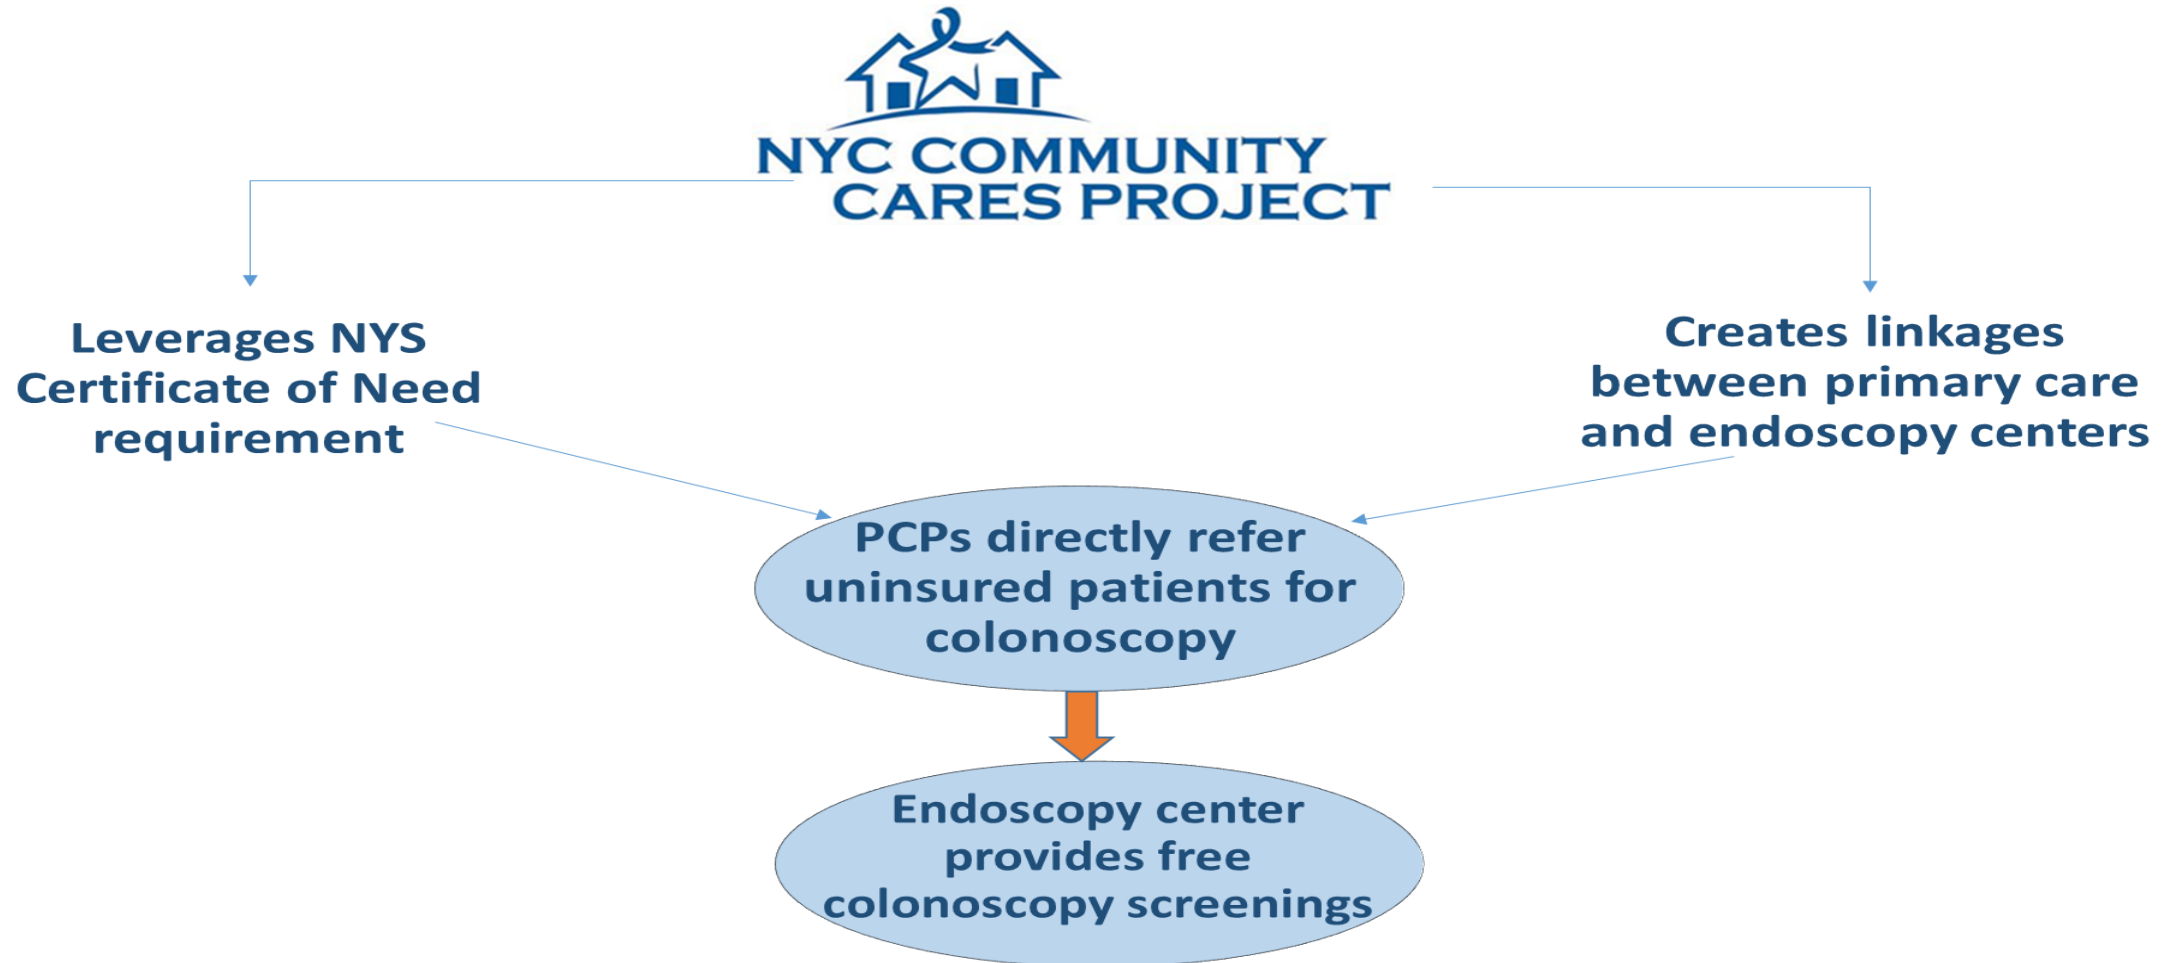 NYC COMMUNITY
CARES PROJECT
Leverages NYS
Certificate of Need
requirement
Creates linkages
between primary care
and endoscopy centers
PCPs directly refer
uninsured patients for
colonoscopy
Endoscopy center
provides free
colonoscopy screenings